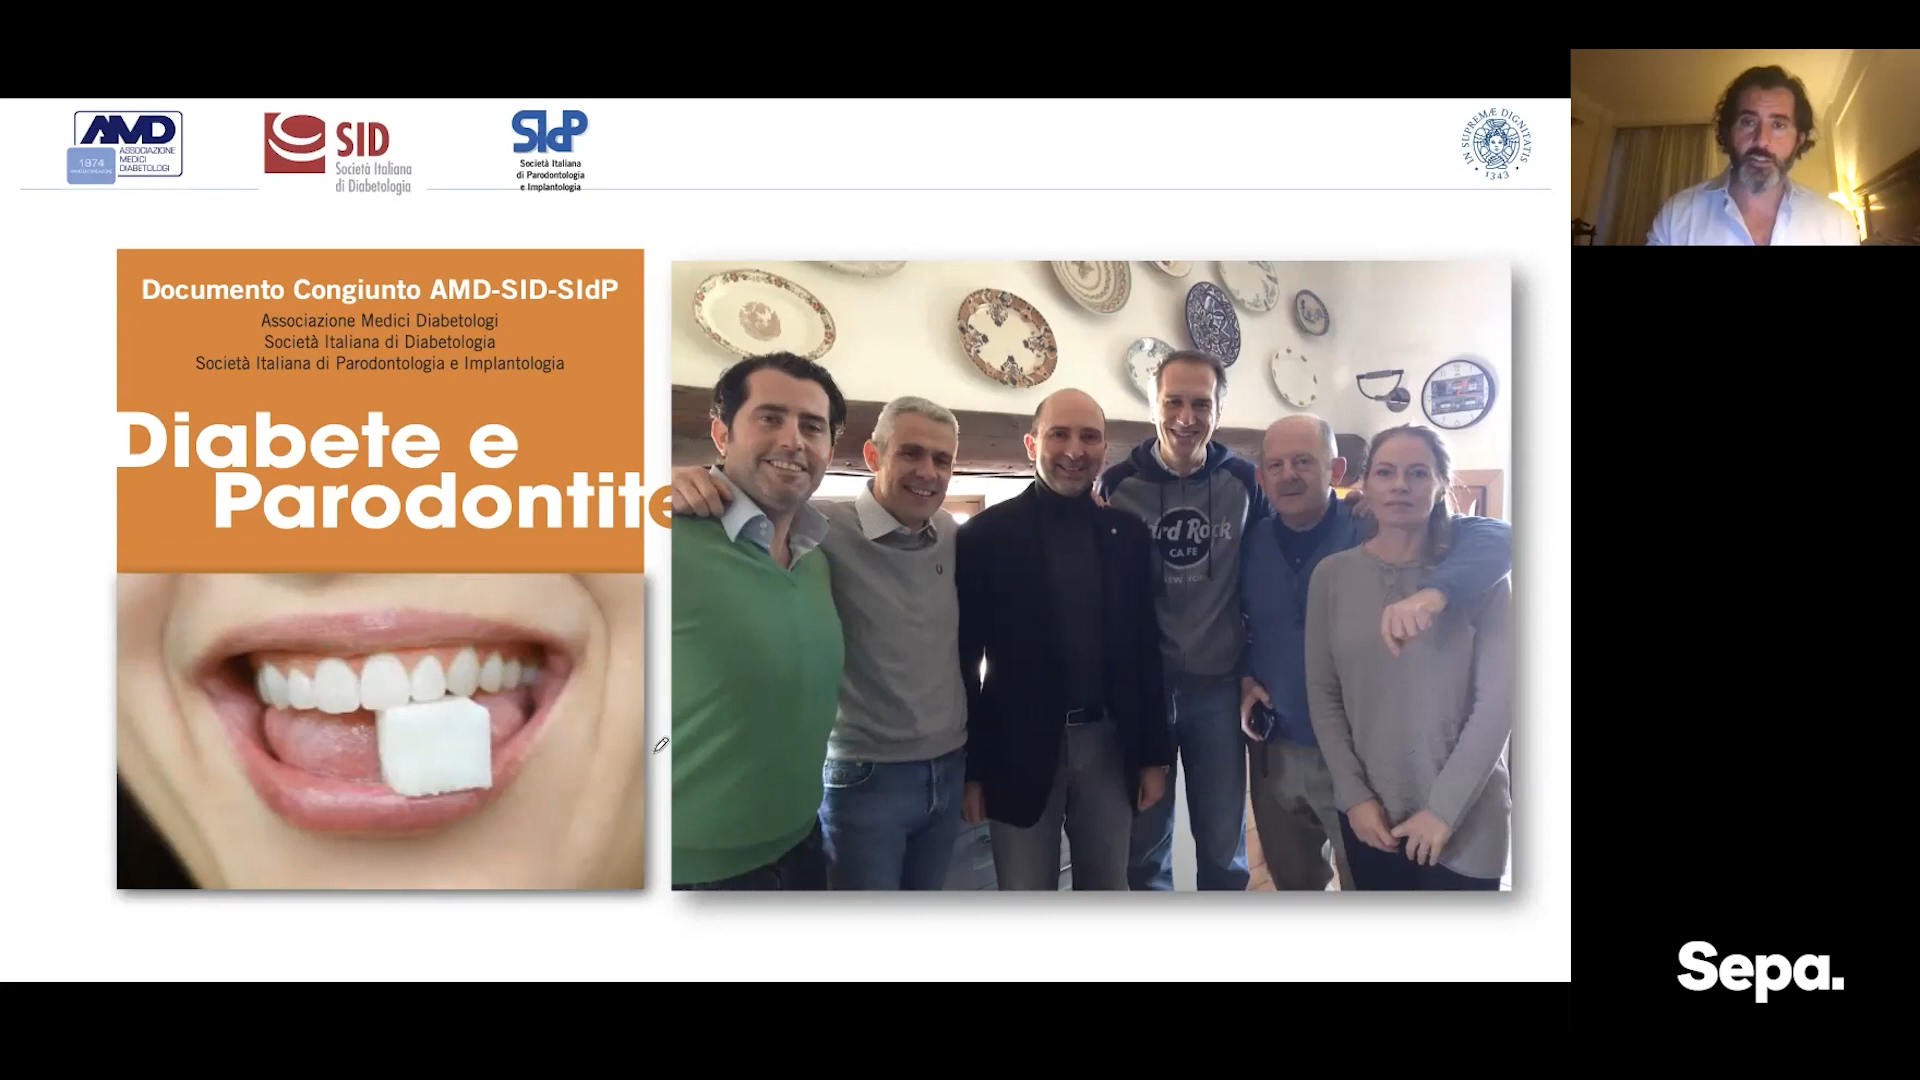 AMD
1974
ASSOCIAZIONE
MEDICI
DIABETOLOGI
SID
Società Italiana
di Diabetologia
SIdP
Società Italiana
di Parodontologia
e Implantologia
IN SUPREMÆ DIGNITATIS
1343
Documento Congiunto AMD-SID-SIdP
Associazione Medici Diabetologi
Società Italiana di Diabetologia
Società Italiana di Parodontologia e Implantologia
Diabete e
Parodontite
Hard Rock
CAFE
NEW YORK
Sepa.